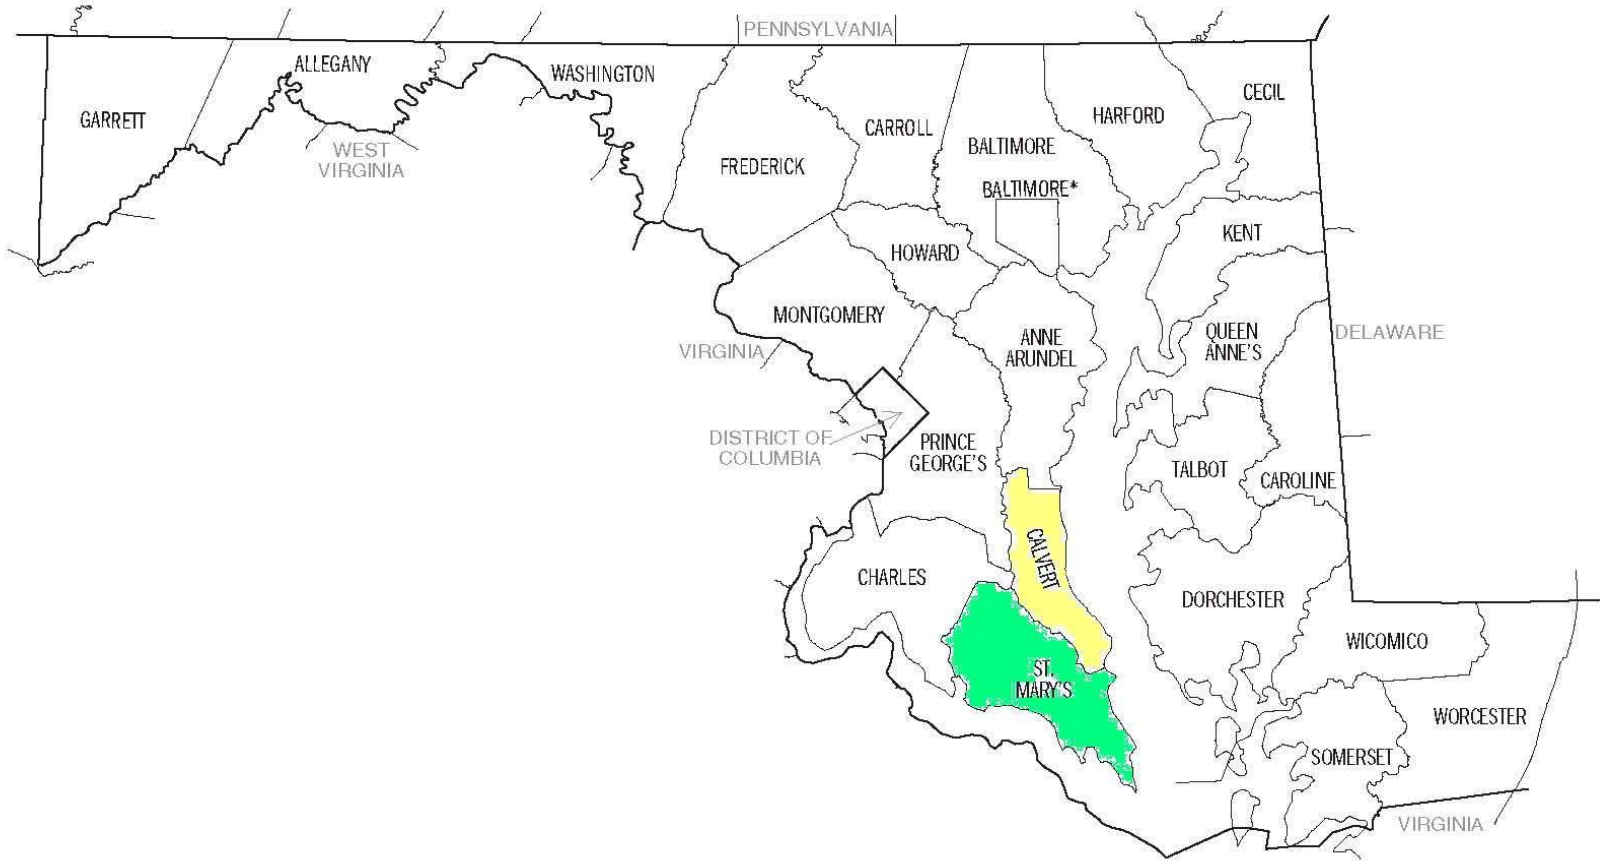 PENNSYLVANIA
ALLEGANY
WASHINGTON
CECIL
GARRETT
HARFORD
CARROLL
BALTIMORE
WEST
VIRGINIA
FREDERICK
BALTIMORE*
KENT
HOWARD
MONTGOMERY
ANNE
ARUNDEL
QUEEN
ANNE'S
DELAWARE
VIRGINIA
DISTRICT OF
COLUMBIA
PRINCE
GEORGE'S
TALBOT
CAROLINE
CALVERT
CHARLES
DORCHESTER
WICOMICO
ST.
MARY'S
WORCESTER
SOMERSET
VIRGINIA